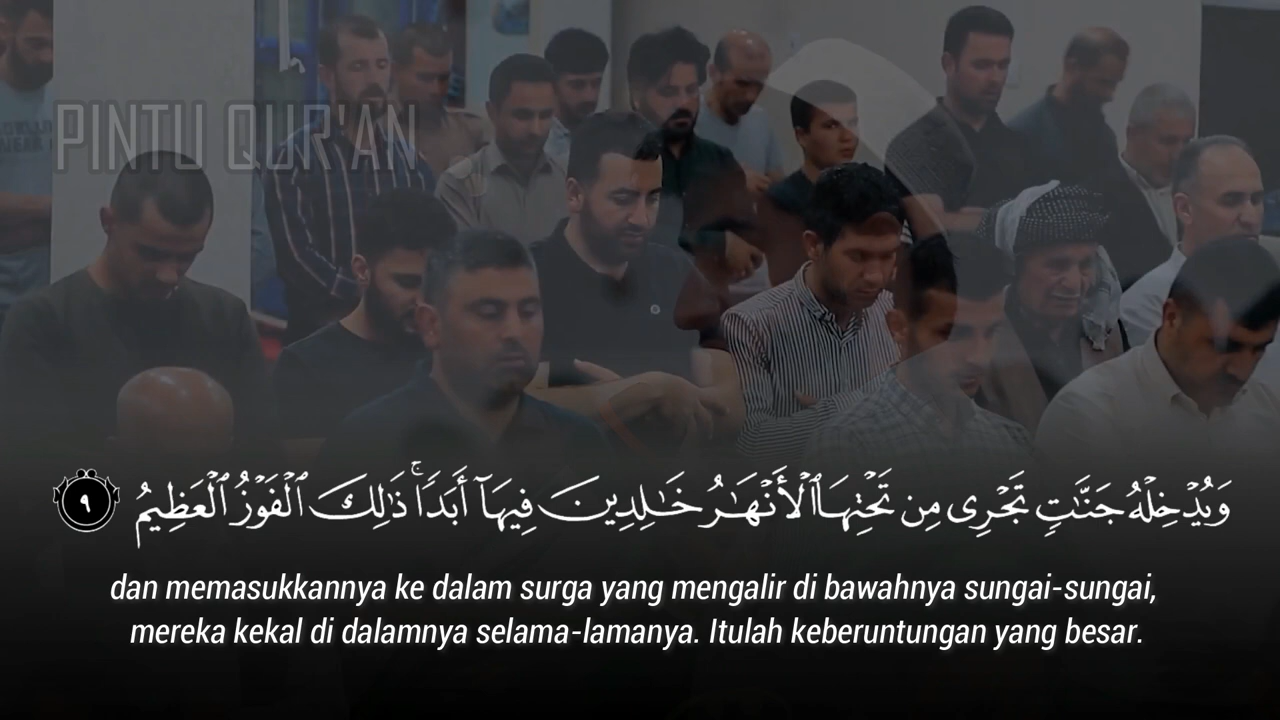 PINTU QUR'AN
وَيُدْخِلْهُ جَنَّٰتٍ تَجْرِى مِن تَحْتِهَا ٱلْأَنْهَٰرُ خَٰلِدِينَ فِيهَآ أَبَدًا ۚ ذَٰلِكَ ٱلْفَوْزُ ٱلْعَظِيمُ ٩
dan memasukkannya ke dalam surga yang mengalir di bawahnya sungai-sungai,
mereka kekal di dalamnya selama-lamanya. Itulah keberuntungan yang besar.